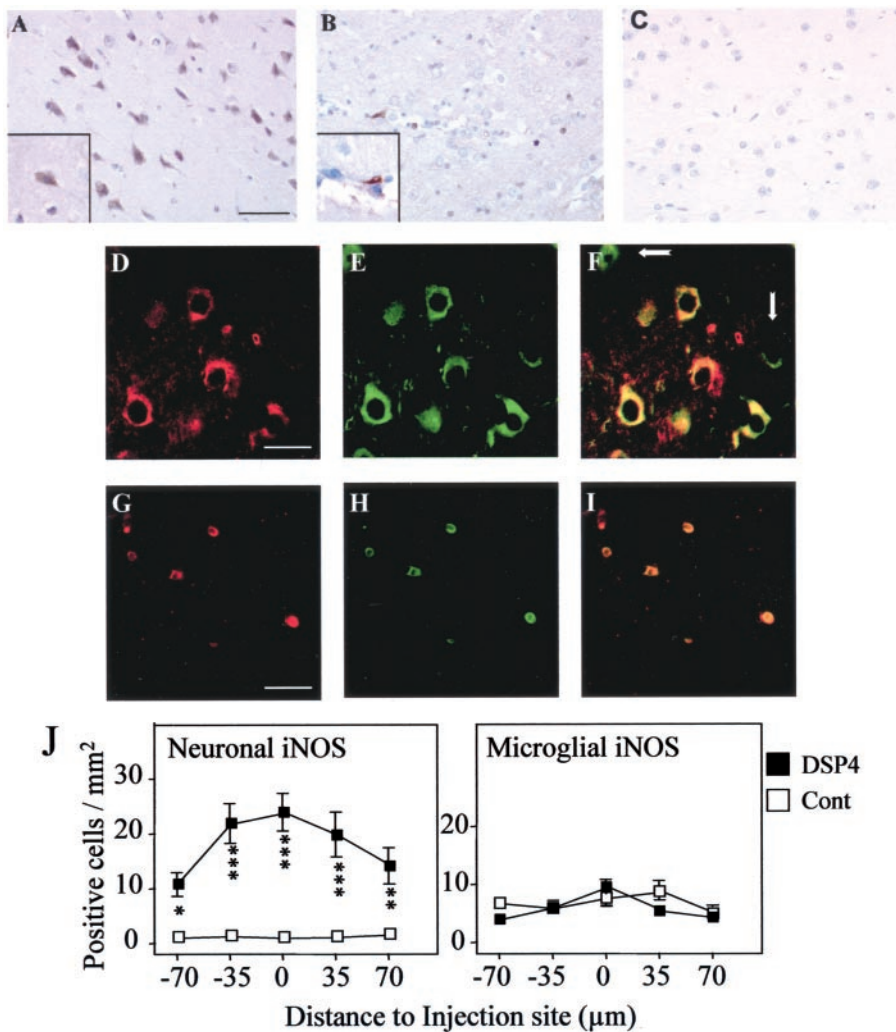 A
B
C
D
E
F
G
H
I
J
Neuronal iNOS
Microglial iNOS
DSP4
Cont
Positive cells / mm²
30
20
10
0
*
***
***
***
**
20
10
0
-70 -35 0 35 70
-70 -35 0 35 70
Distance to Injection site (µm)